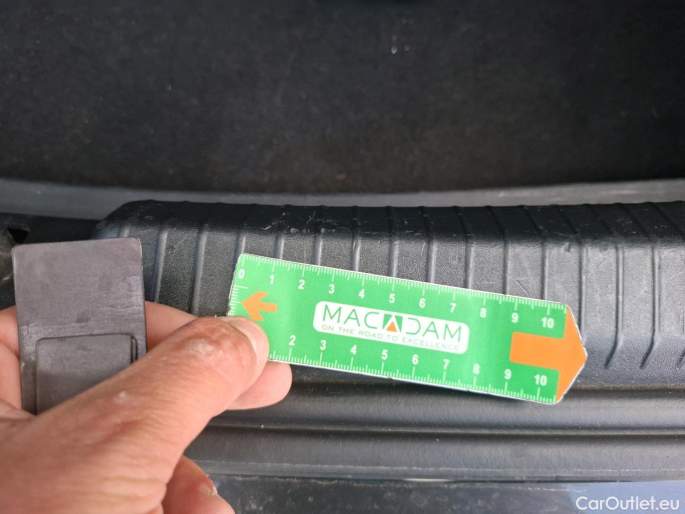 0 1 2 3 4 5 6 7 8 9 10
MACADAM
ON THE ROAD TO EXCELLENCE
2 3 4 5 6 7 8 9 10
CarOutlet.eu